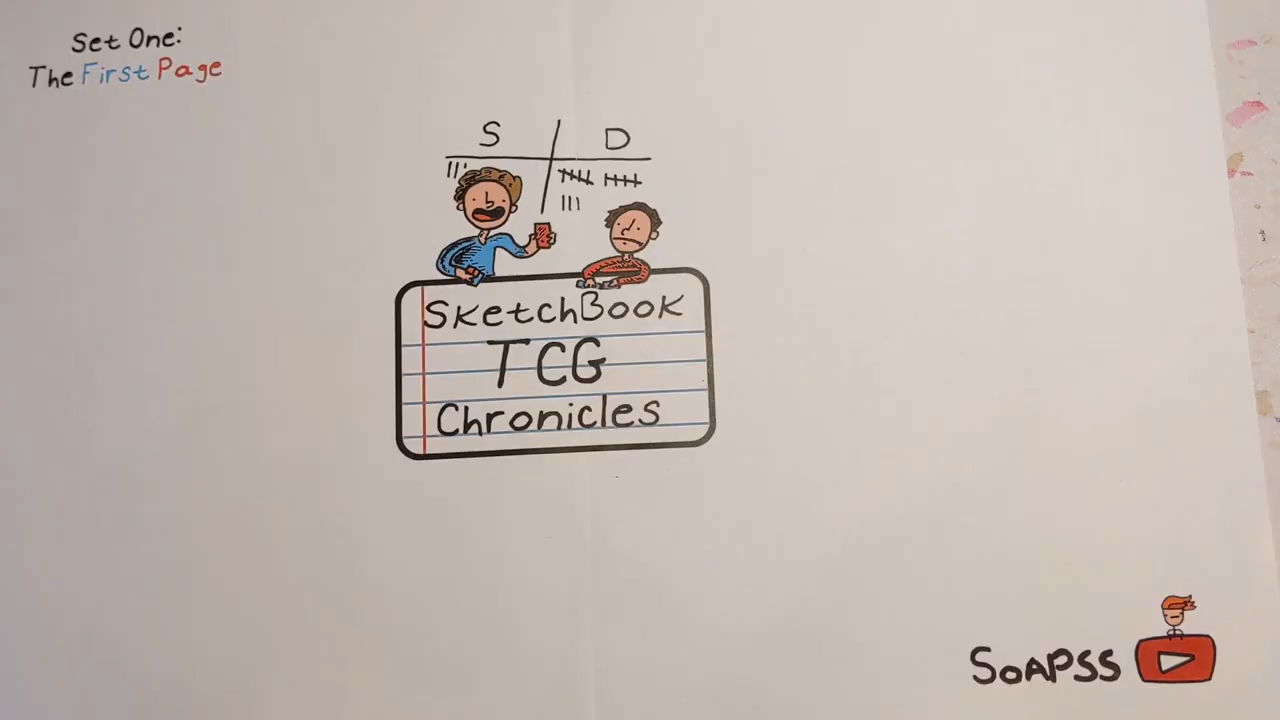 Set One:
The First Page
S D
SketchBook
TCG
Chronicles
SOAPSS